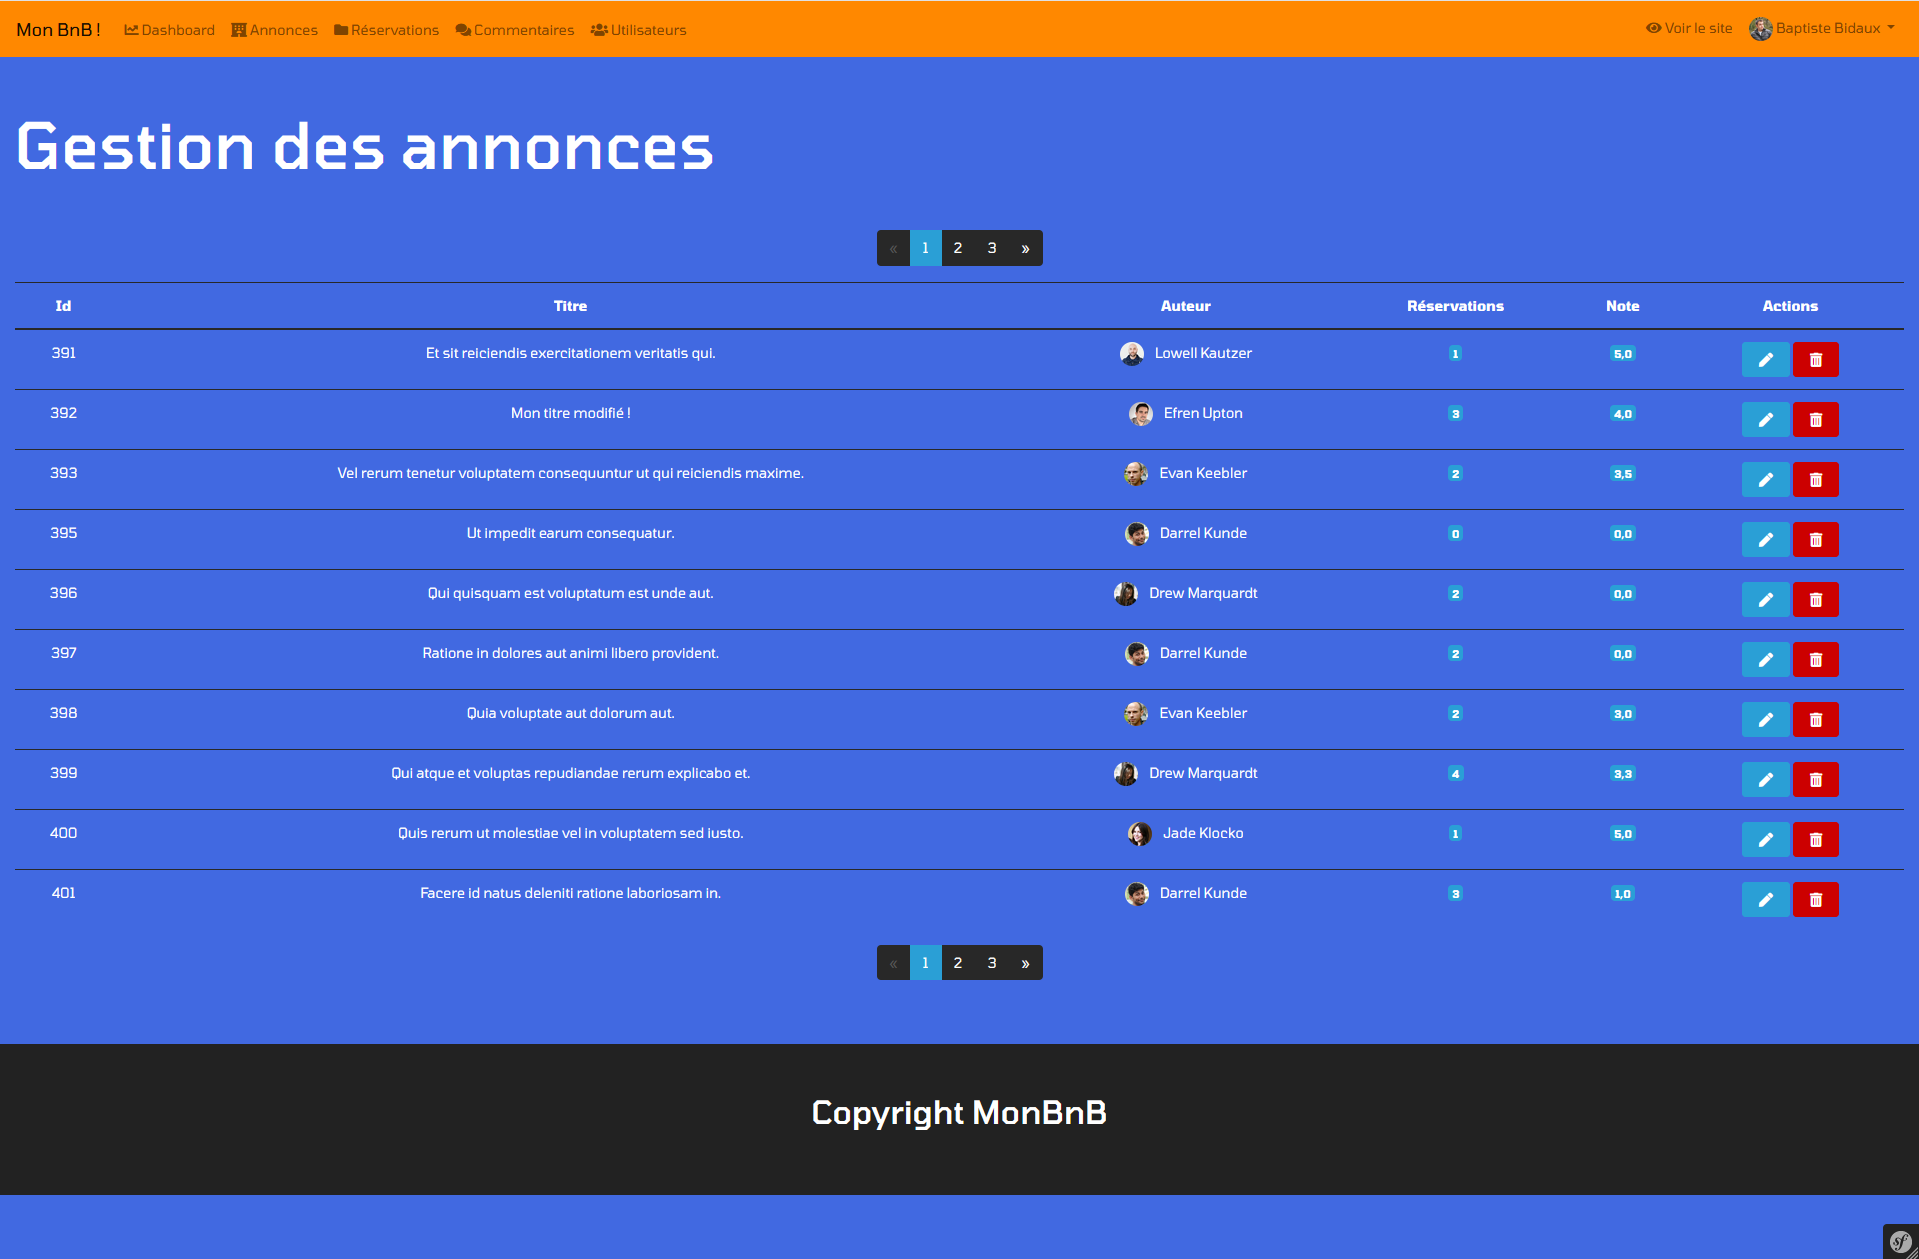 Mon BnB ! Dashboard Annonces Réservations Commentaires Utilisateurs Voir le site Baptiste Bidaux
Gestion des annonces
« 1 2 3 »
Id Titre Auteur Réservations Note Actions
391 Et sit reiciendis exercitationem veritatis qui. Lowell Kautzer 1 5,0
392 Mon titre modifié ! Efren Upton 3 4,0
393 Vel rerum tenetur voluptatem consequuntur ut qui reiciendis maxime. Evan Keebler 2 3,5
395 Ut impedit earum consequatur. Darrel Kunde 0 0,0
396 Qui quisquam est voluptatum est unde aut. Drew Marquardt 2 0,0
397 Ratione in dolores aut animi libero provident. Darrel Kunde 2 0,0
398 Quia voluptate aut dolorum aut. Evan Keebler 2 3,0
399 Qui atque et voluptas repudiandae rerum explicabo et. Drew Marquardt 4 3,3
400 Quis rerum ut molestiae vel in voluptatem sed iusto. Jade Klocko 1 5,0
401 Facere id natus deleniti ratione laboriosam in. Darrel Kunde 3 1,0
« 1 2 3 »
Copyright MonBnB
sf